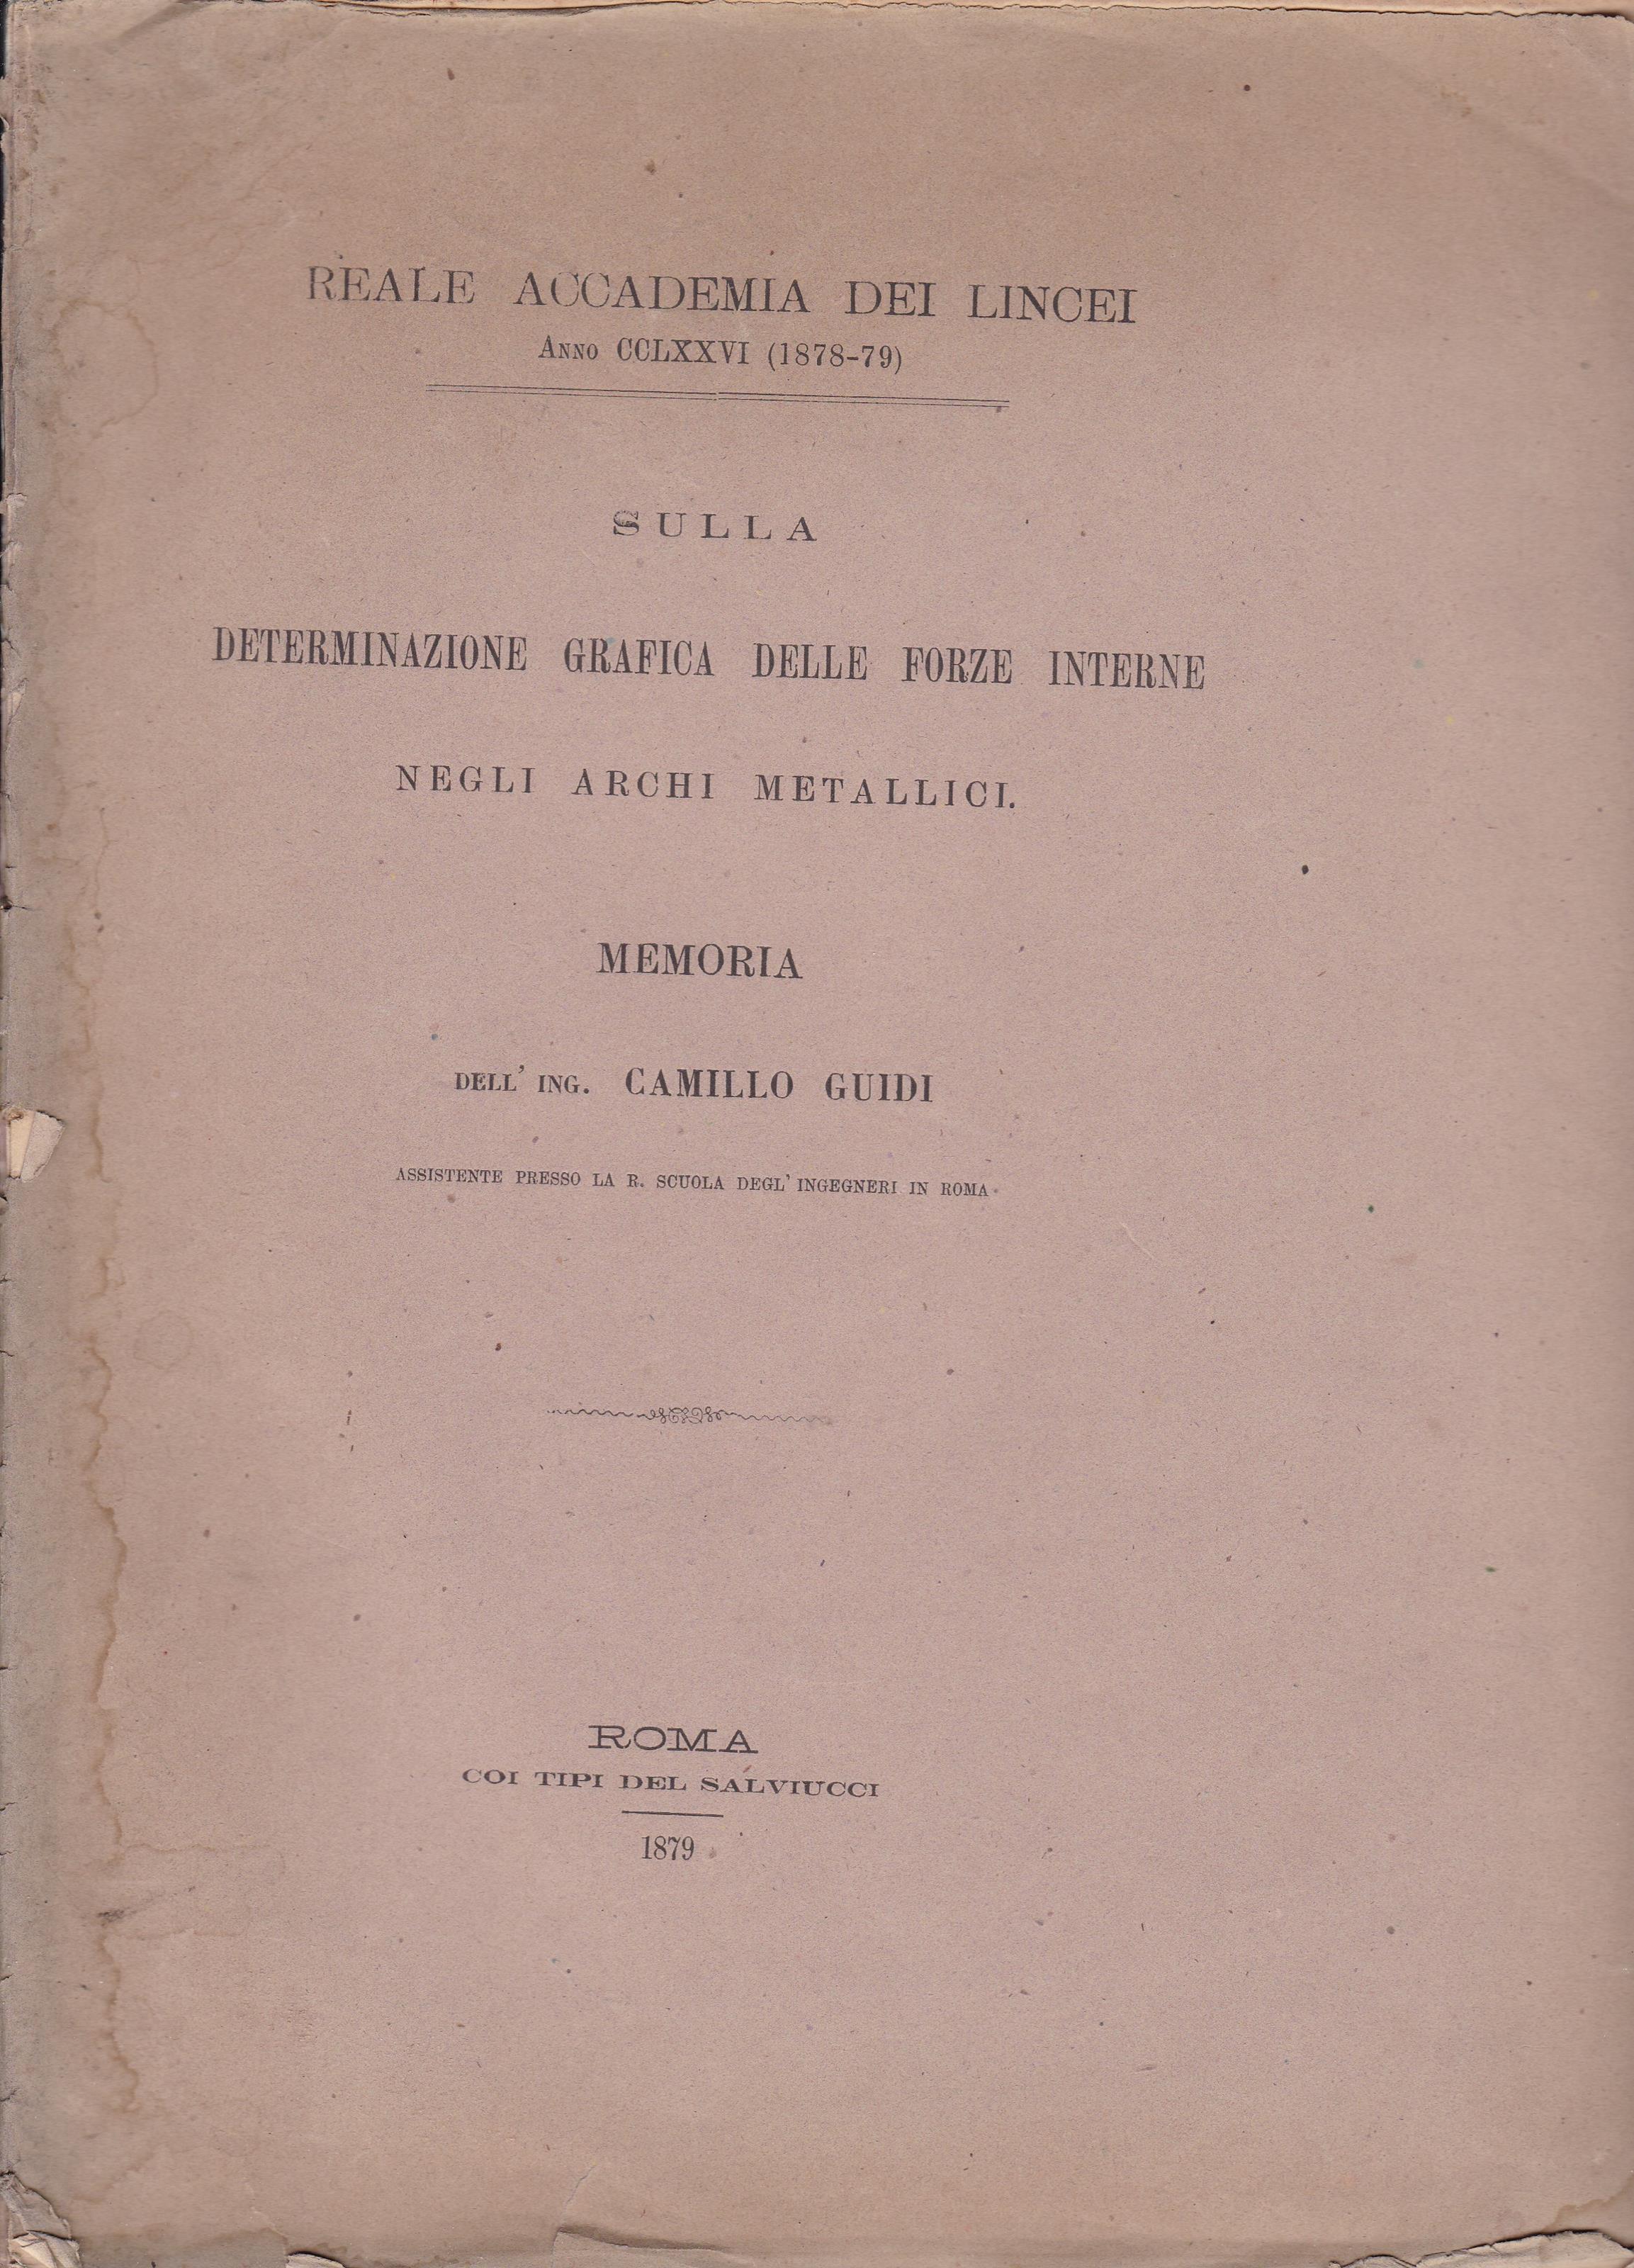 REALE ACCADEMIA DEI LINCEI
ANNO CCLXXVI (1878-79)
SULLA
DETERMINAZIONE GRAFICA DELLE FORZE INTERNE
NEGLI ARCHI METALLICI.
MEMORIA
DELL' ING. CAMILLO GUIDI
ASSISTENTE PRESSO LA R. SCUOLA DEGL' INGEGNERI IN ROMA
ROMA
COI TIPI DEL SALVIUCCI
1879